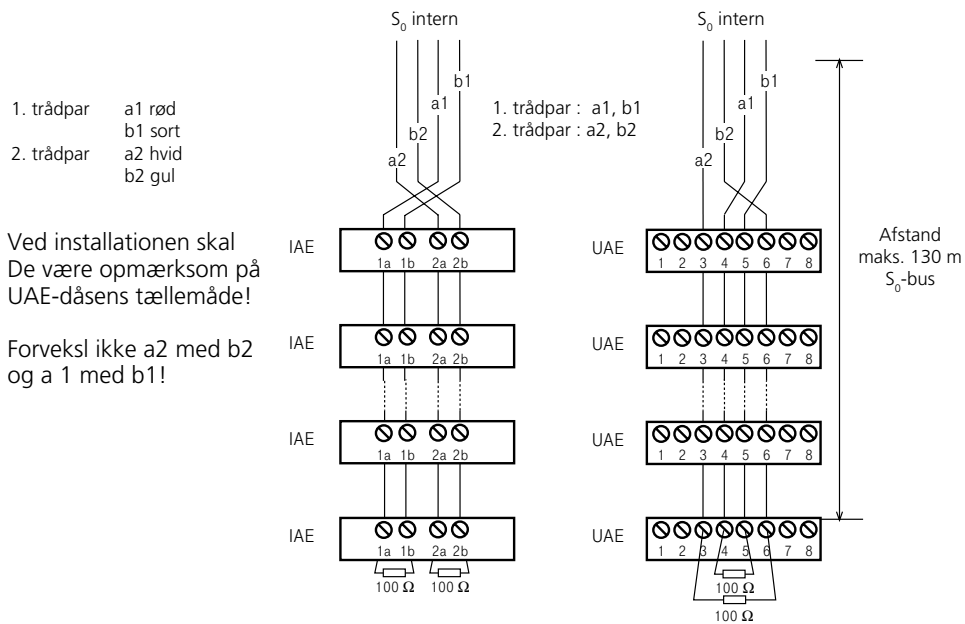 S₀ intern
S₀ intern
b1
b1
a1
a1
b2
b2
a2
a2
1. trådpar a1 rød
b1 sort
2. trådpar a2 hvid
b2 gul
1. trådpar : a1, b1
2. trådpar : a2, b2
Ved installationen skal
De være opmærksom på
UAE-dåsens tællemåde!
Forveksl ikke a2 med b2
og a 1 med b1!
IAE
1a 1b 2a 2b
UAE
1 2 3 4 5 6 7 8
Afstand
maks. 130 m
S₀-bus
IAE
1a 1b 2a 2b
UAE
1 2 3 4 5 6 7 8
IAE
1a 1b 2a 2b
UAE
1 2 3 4 5 6 7 8
IAE
1a 1b 2a 2b
100 Ω 100 Ω
UAE
1 2 3 4 5 6 7 8
100 Ω
100 Ω